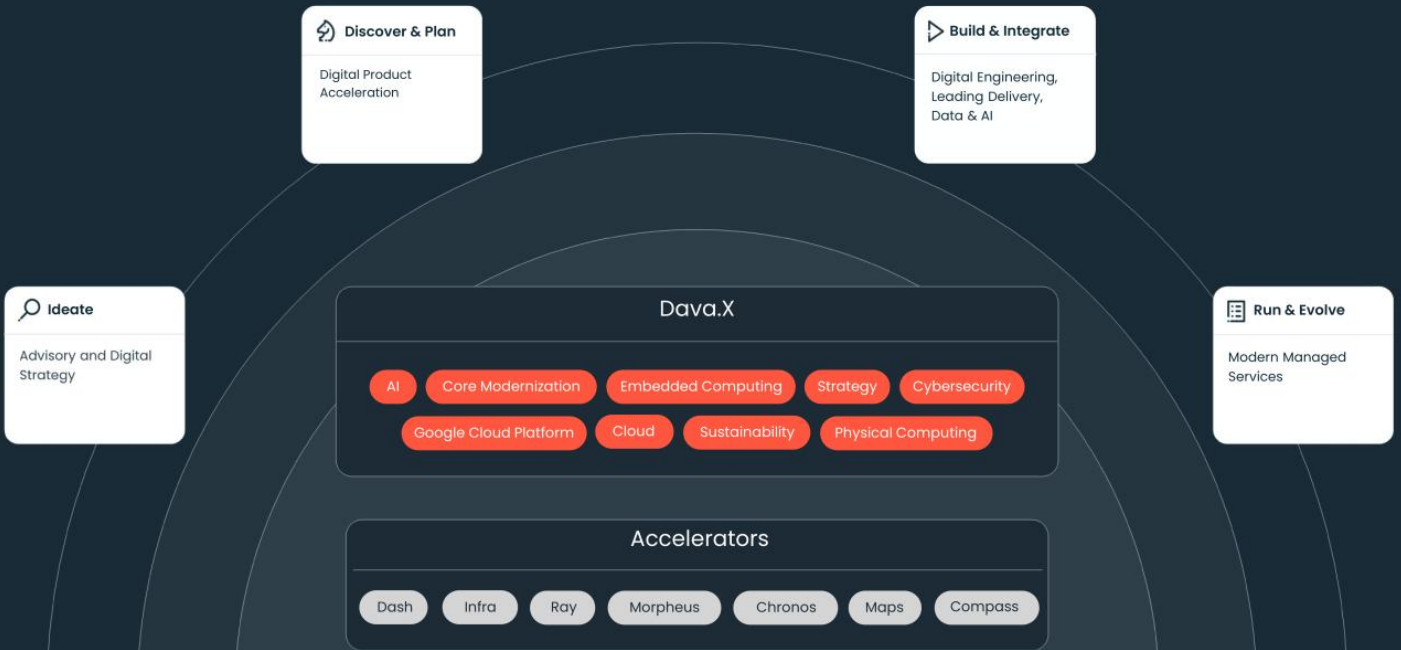 Discover & Plan
Digital Product
Acceleration
Build & Integrate
Digital Engineering,
Leading Delivery,
Data & AI
Ideate
Advisory and Digital
Strategy
Run & Evolve
Modern Managed
Services
Dava.X
AI Core Modernization Embedded Computing Strategy Cybersecurity
Google Cloud Platform Cloud Sustainability Physical Computing
Accelerators
Dash Infra Ray Morpheus Chronos Maps Compass